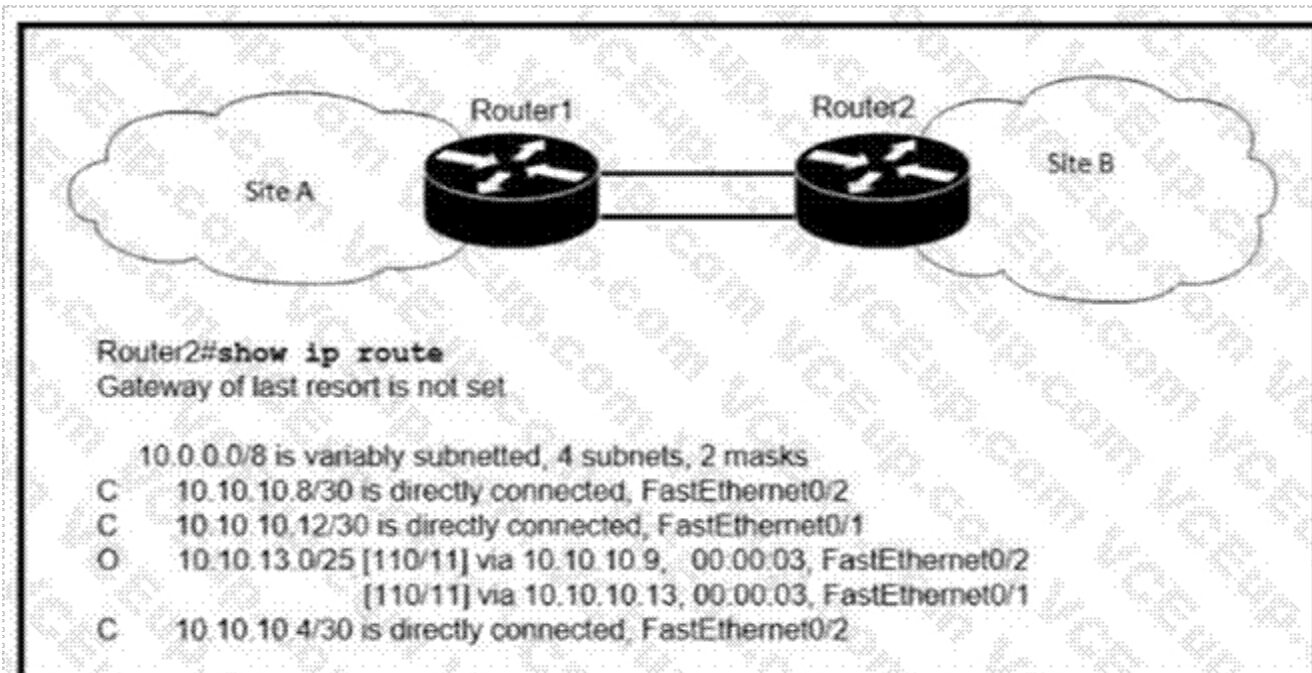 Router1
Router2
Site A
Site B
Router2#show ip route
Gateway of last resort is not set
10.0.0.0/8 is variably subnetted, 4 subnets, 2 masks
C 10.10.10.8/30 is directly connected, FastEthernet0/2
C 10.10.10.12/30 is directly connected, FastEthernet0/1
O 10.10.13.0/25 [110/11] via 10.10.10.9, 00:00:03, FastEthernet0/2
[110/11] via 10.10.10.13, 00:00:03, FastEthernet0/1
C 10.10.10.4/30 is directly connected, FastEthernet0/2